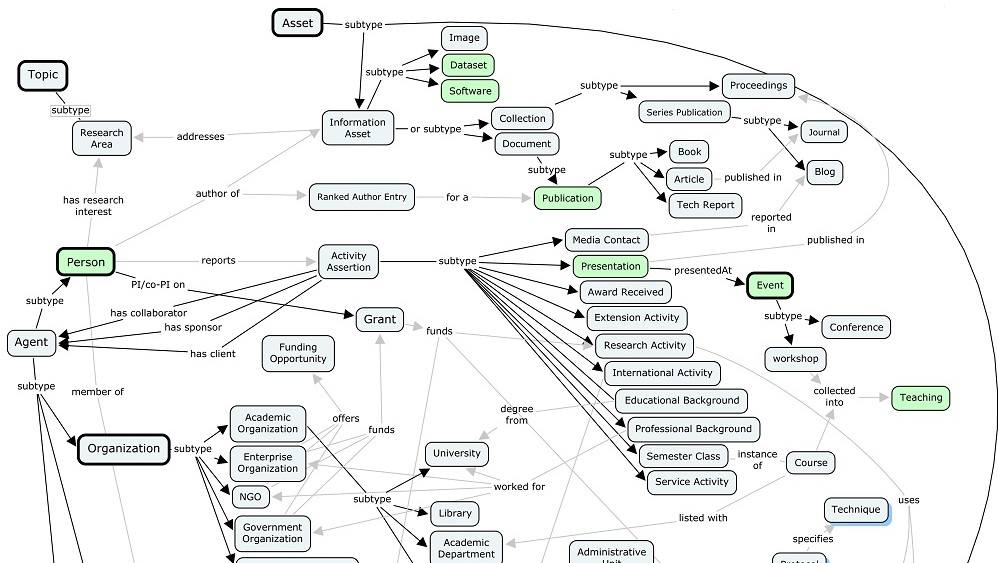 Asset
subtype
Image
Topic
Dataset
subtype
Software
subtype
Proceedings
subtype
Information
Asset
or subtype
Collection
Series Publication
subtype
Journal
Research
Area
addresses
Document
subtype
Book
subtype
Article
published in
Blog
Tech Report
author of
Ranked Author Entry
for a
Publication
has research
interest
reported
in
Media Contact
published in
Person
reports
Activity
Assertion
subtype
Presentation
presentedAt
Event
PI/co-PI on
Award Received
subtype
has collaborator
Extension Activity
subtype
Conference
has sponsor
Grant
funds
Research Activity
Agent
has client
Funding
Opportunity
workshop
International Activity
subtype
member of
collected
into
Teaching
Educational Background
Academic
Organization
offers
degree
from
funds
Professional Background
Organization
subtype
University
Semester Class
instance
of
Course
Enterprise
Organization
Service Activity
NGO
subtype
worked for
uses
Library
listed with
Technique
Government
Organization
Academic
Department
specifies
Administrative